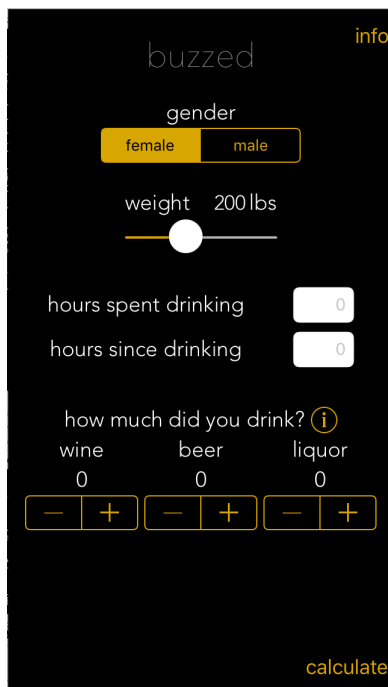 info
buzzed
gender
female male
weight 200 lbs
hours spent drinking 0
hours since drinking 0
how much did you drink? i
wine beer liquor
0 0 0
− + − + − +
calculate